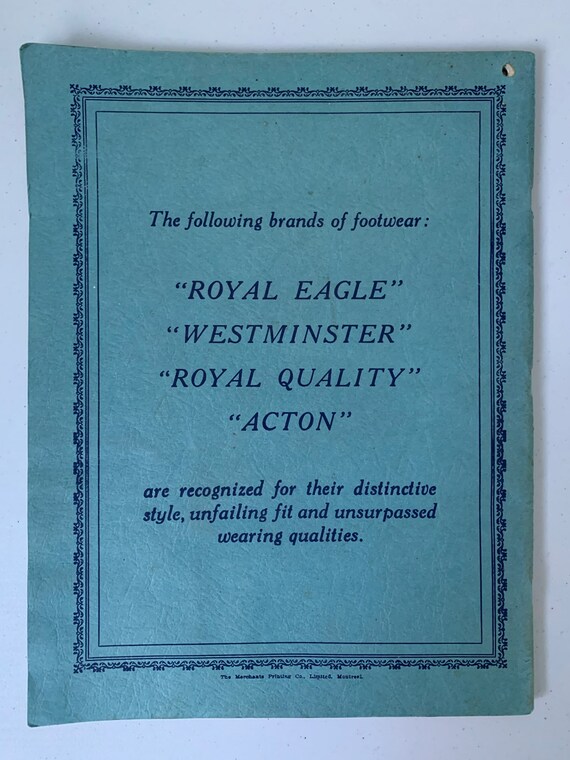 The following brands of footwear:
“ROYAL EAGLE”
“WESTMINSTER”
“ROYAL QUALITY”
“ACTON”
are recognized for their distinctive
style, unfailing fit and unsurpassed
wearing qualities.
The Merchants Printing Co., Limited, Montreal.